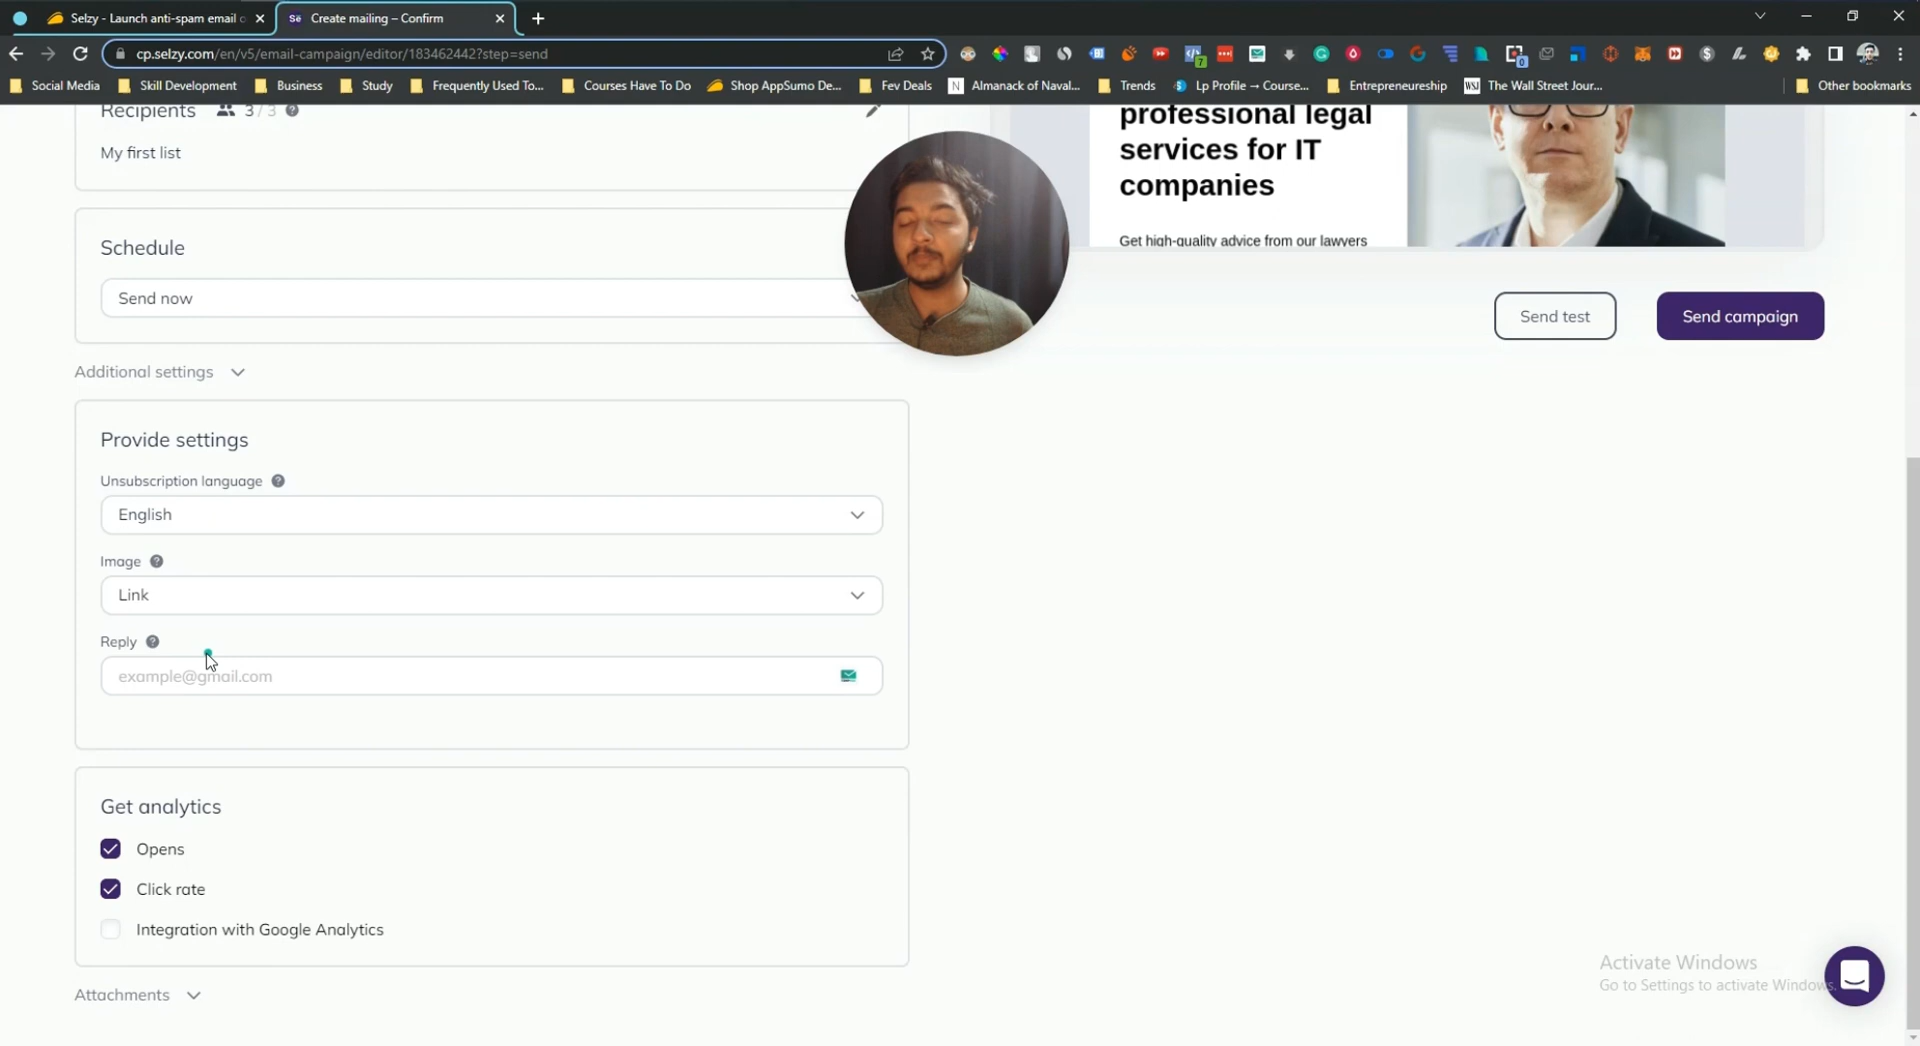 Selzy - Launch anti-spam email c
Create mailing – Confirm
cp.selzy.com/en/v5/email-campaign/editor/183462442?step=send
Social Media
Skill Development
Business
Study
Frequently Used To...
Courses Have To Do
Shop AppSumo De...
Fev Deals
Almanack of Naval...
Trends
Lp Profile → Course...
Entrepreneurship
WSJ The Wall Street Jour...
Other bookmarks
Recipients 3 / 3
My first list
Schedule
Send now
Additional settings
Provide settings
Unsubscription language
English
Image
Link
Reply
example@gmail.com
Get analytics
Opens
Click rate
Integration with Google Analytics
Attachments
professional legal
services for IT
companies
Get high-quality advice from our lawyers
Send test
Send campaign
Activate Windows
Go to Settings to activate Windows.